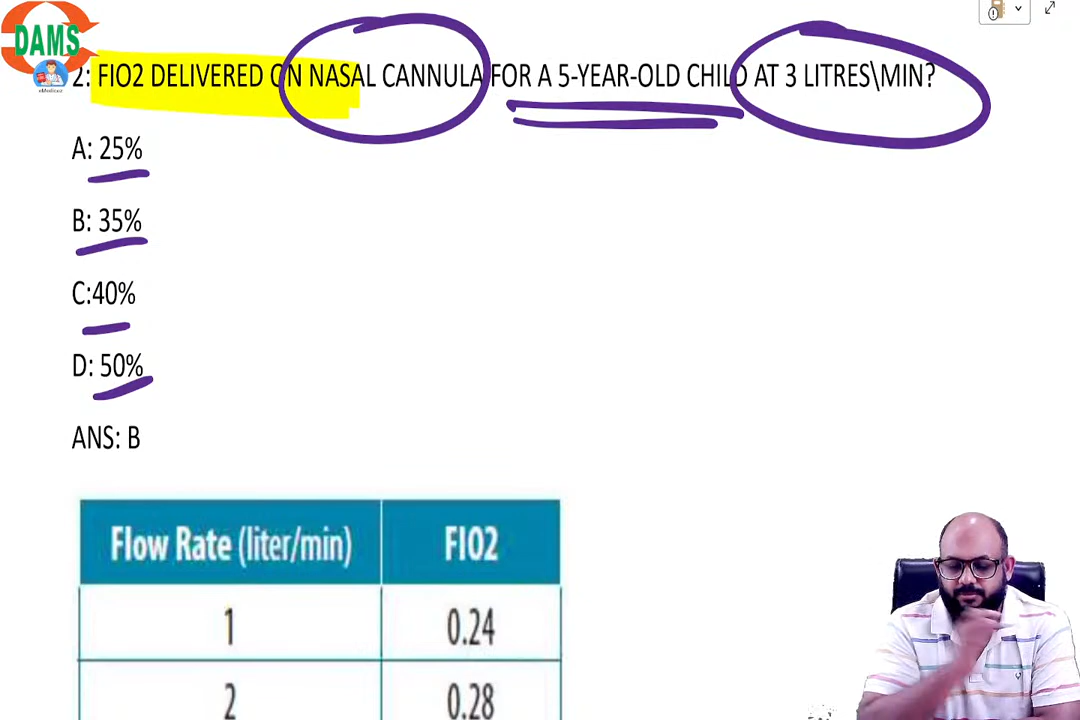 DAMS
eMedicoz
2: FIO2 DELIVERED ON NASAL CANNULA FOR A 5-YEAR-OLD CHILD AT 3 LITRES\MIN?
A: 25%
B: 35%
C:40%
D: 50%
ANS: B
Flow Rate (liter/min) FIO2
1 0.24
2 0.28